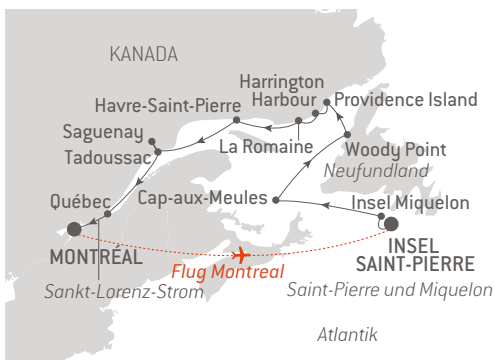 KANADA
Harrington
Harbour
Providence Island
Havre-Saint-Pierre
Saguenay
Tadoussac
La Romaine
Woody Point
Neufundland
Québec
Cap-aux-Meules
Insel Miquelon
MONTRÉAL
INSEL
SAINT-PIERRE
Flug Montreal
Sankt-Lorenz-Strom
Saint-Pierre und Miquelon
Atlantik